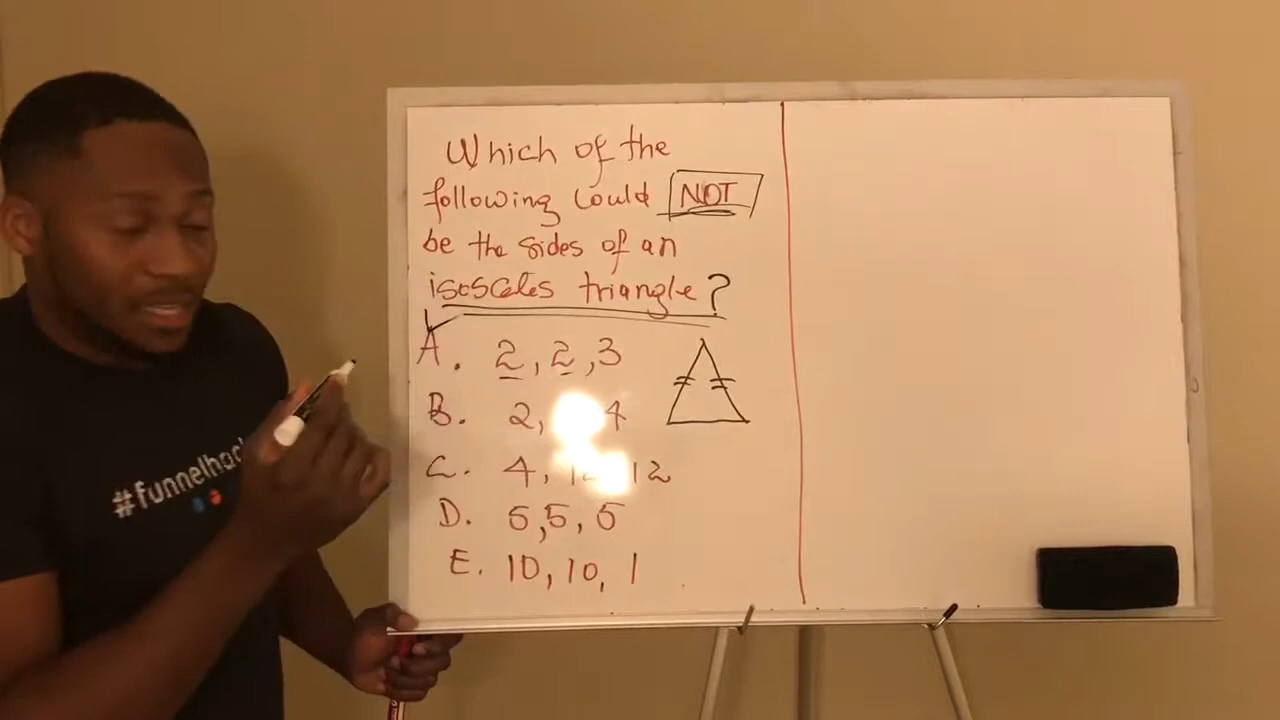 Which of the
following Could NOT
be the sides of an
isosceles triangle?
A. 2, 2, 3
B. 2, 4
C. 4, 12
D. 5, 5, 5
E. 10, 10, 1
#funnelhac